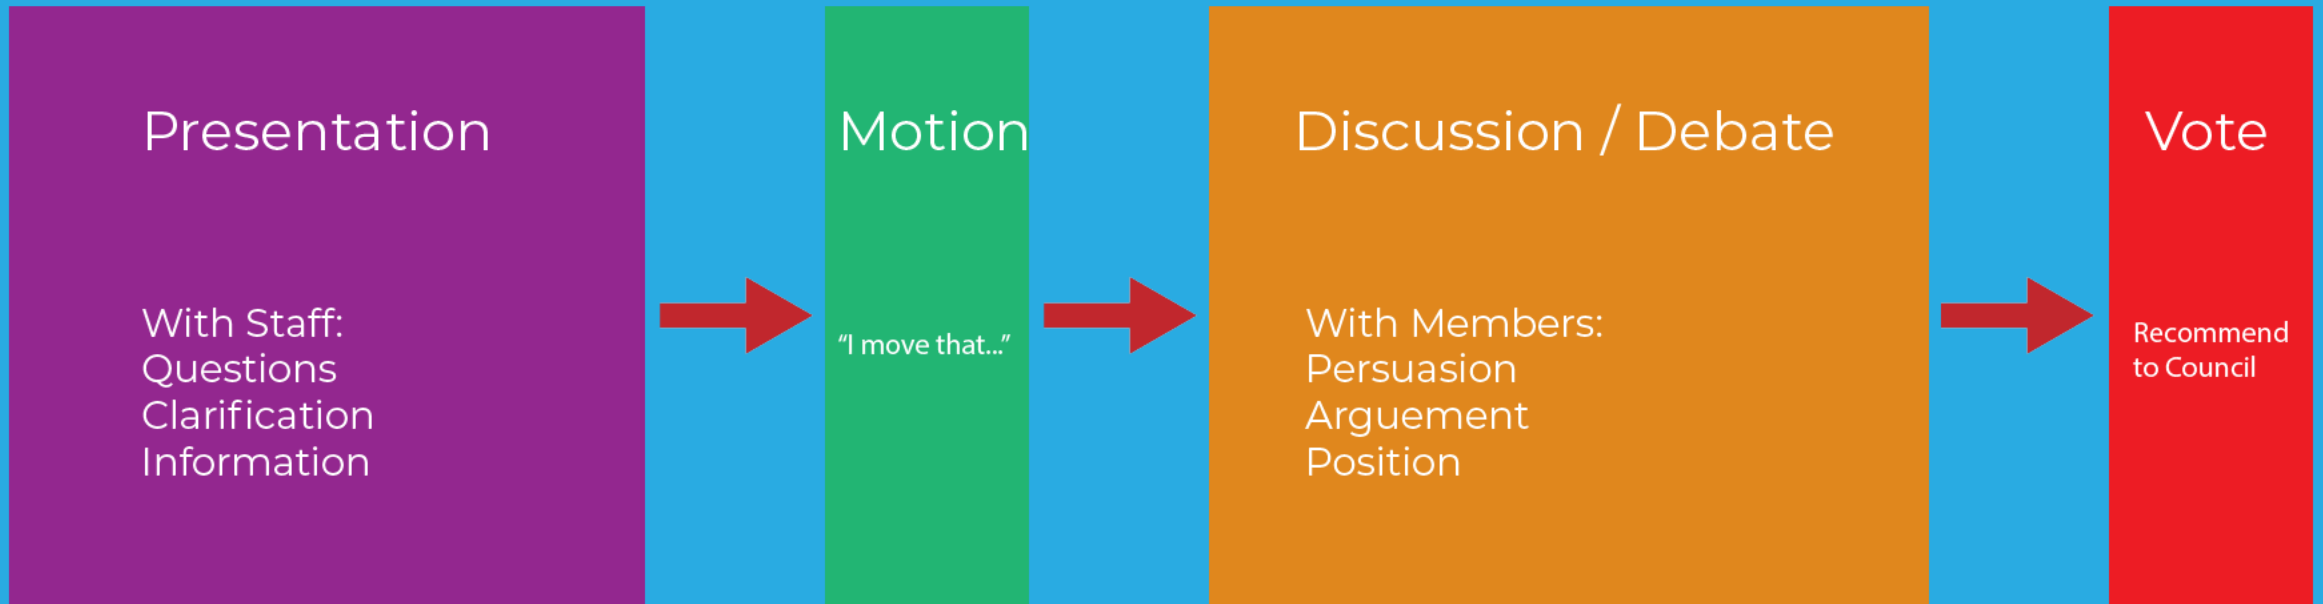 Presentation
With Staff:
Questions
Clarification
Information
Motion
“I move that...”
Discussion / Debate
With Members:
Persuasion
Arguement
Position
Vote
Recommend
to Council